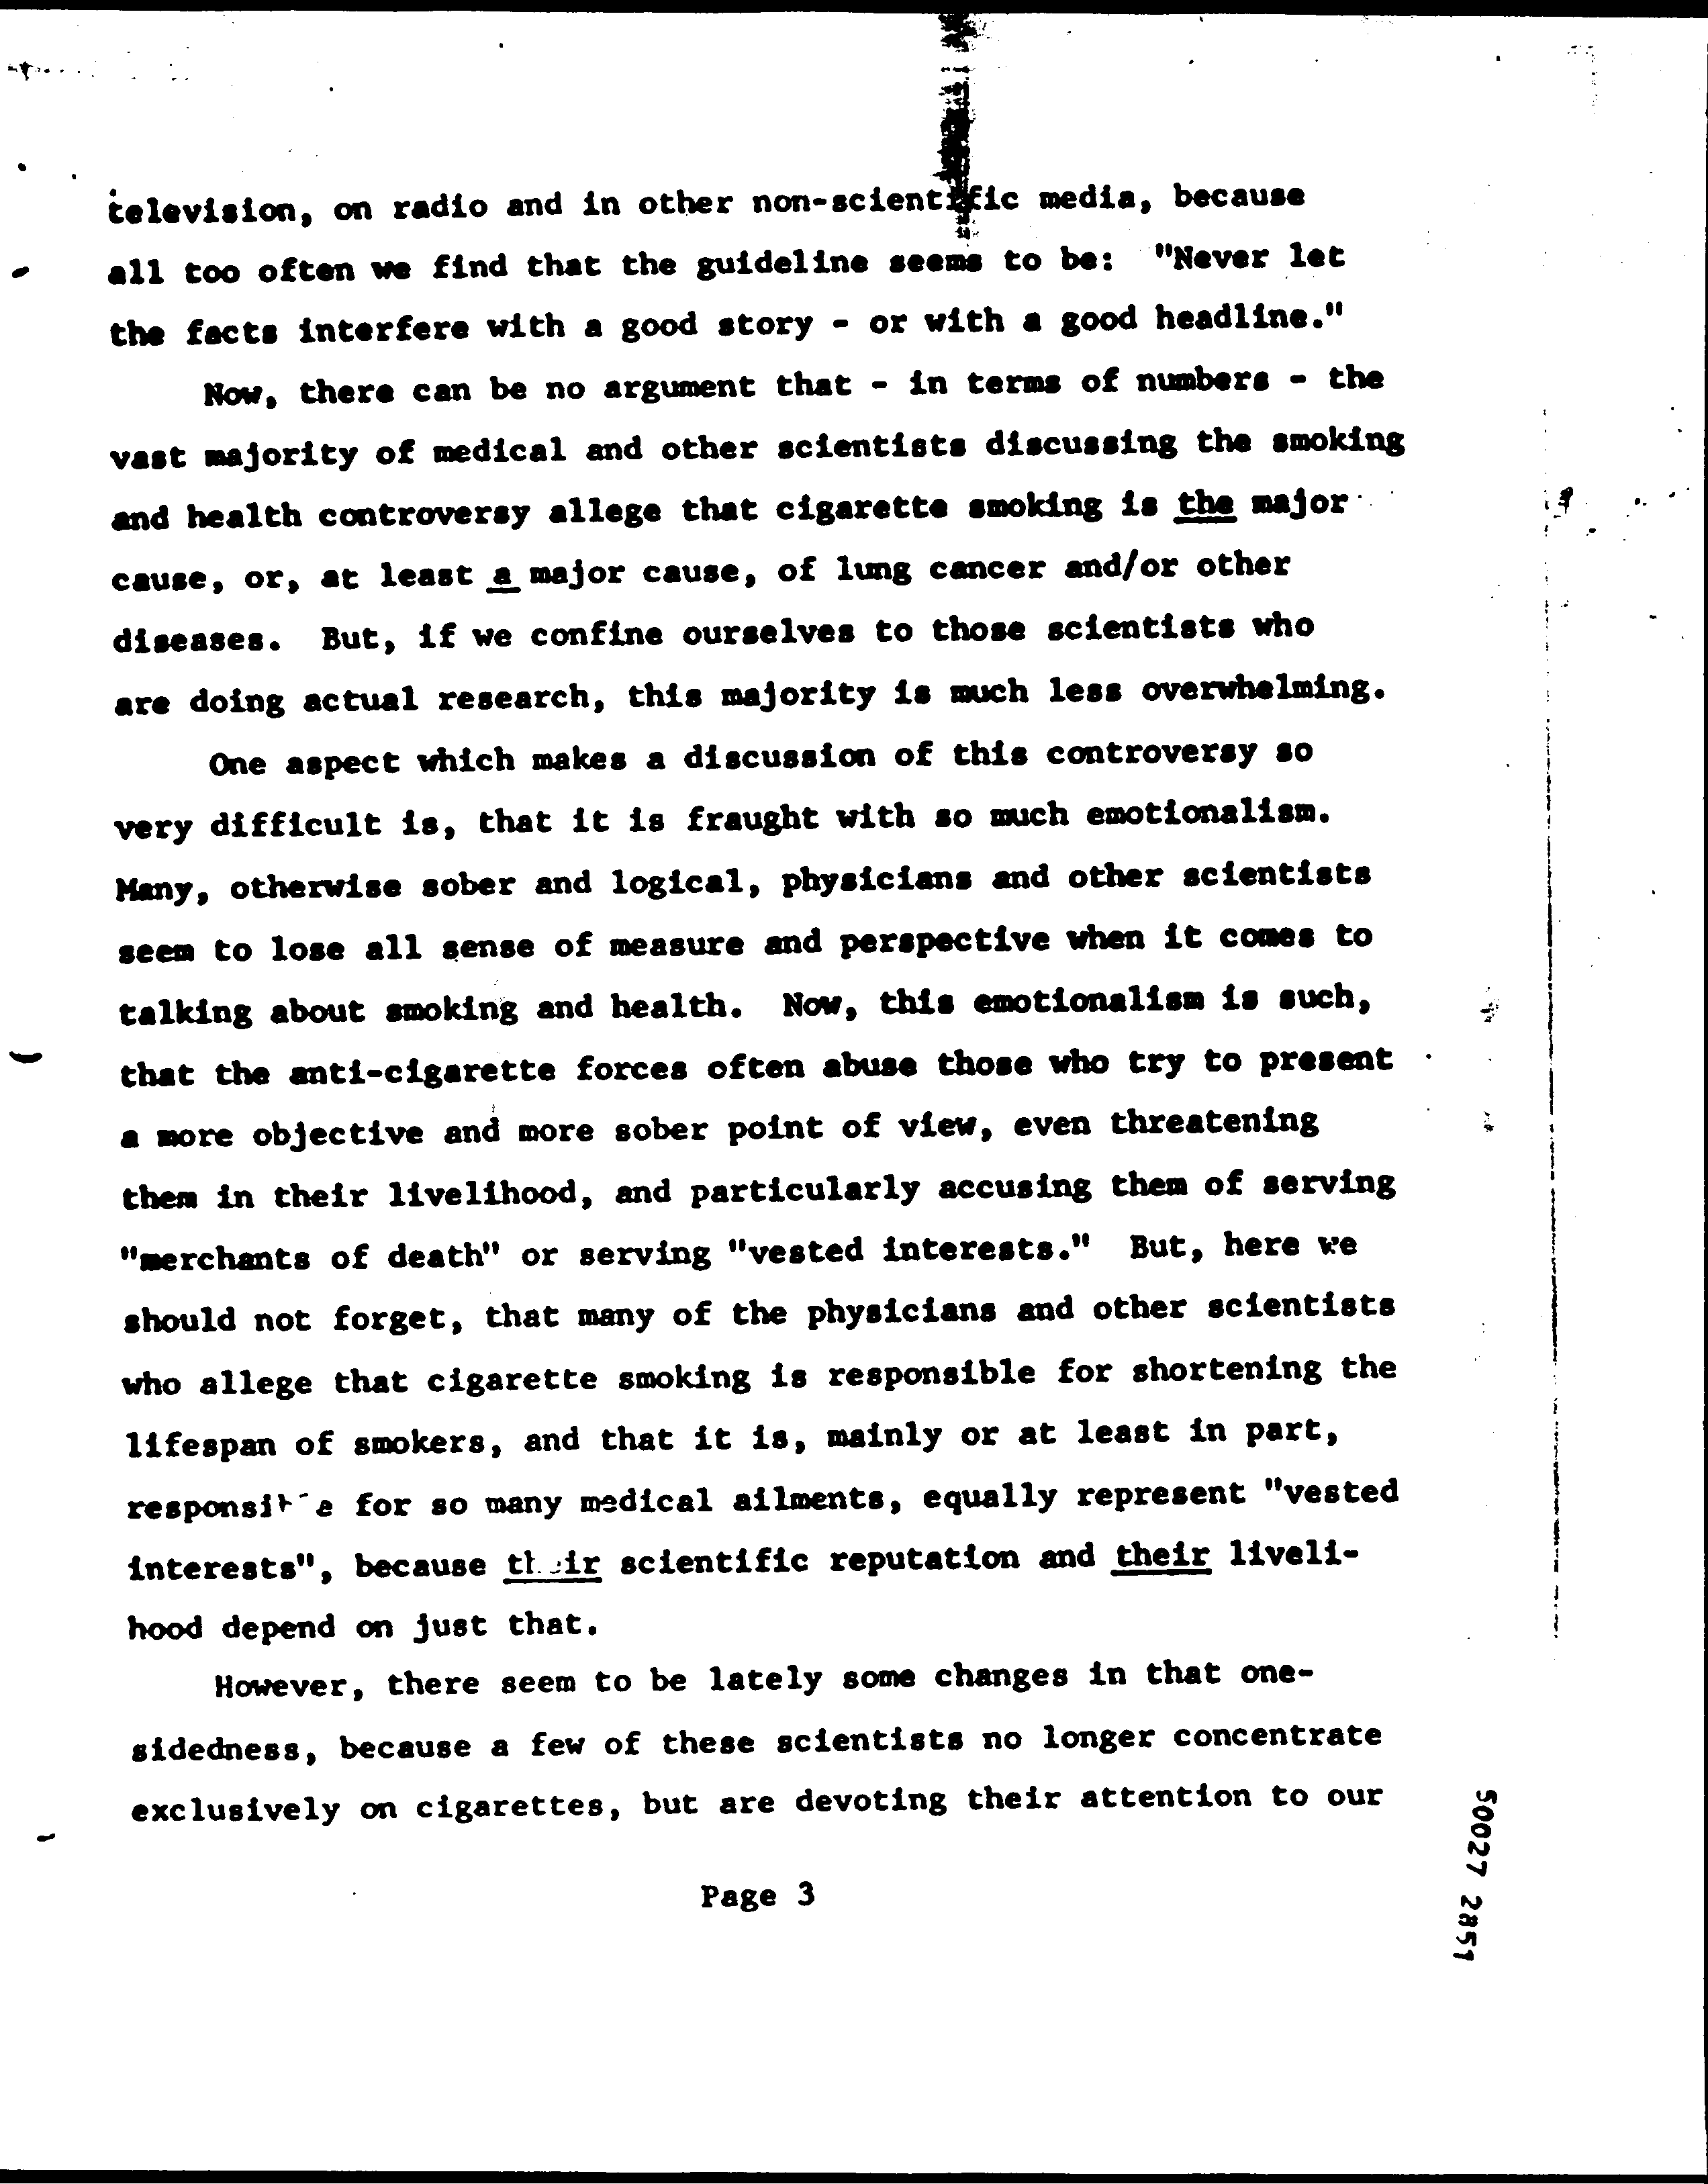 television, on radio and in other non-scientific media, because
all too often we find that the guideline seems to be:  "Never let
the facts interfere with a good story - or with a good headline."
Now, there can be no argument that - in terms of numbers - the
vast majority of medical and other scientists discussing the smoking
and health controversy allege that cigarette smoking is the major
cause, or, at least a major cause, of lung cancer and/or other
diseases.  But, if we confine ourselves to those scientists who
are doing actual research, this majority is much less overwhelming.
One aspect which makes a discussion of this controversy so
very difficult is, that it is fraught with so much emotionalism.
Many, otherwise sober and logical, physicians and other scientists
seem to lose all sense of measure and perspective when it comes to
talking about smoking and health.  Now, this emotionalism is such,
that the anti-cigarette forces often abuse those who try to present
a more objective and more sober point of view, even threatening
them in their livelihood, and particularly accusing them of serving
"merchants of death" or serving "vested interests."  But, here we
should not forget, that many of the physicians and other scientists
who allege that cigarette smoking is responsible for shortening the
lifespan of smokers, and that it is, mainly or at least in part,
responsible for so many medical ailments, equally represent "vested
interests", because their scientific reputation and their liveli-
hood depend on just that.
However, there seem to be lately some changes in that one-
sidedness, because a few of these scientists no longer concentrate
exclusively on cigarettes, but are devoting their attention to our
Page 3
50027 2851